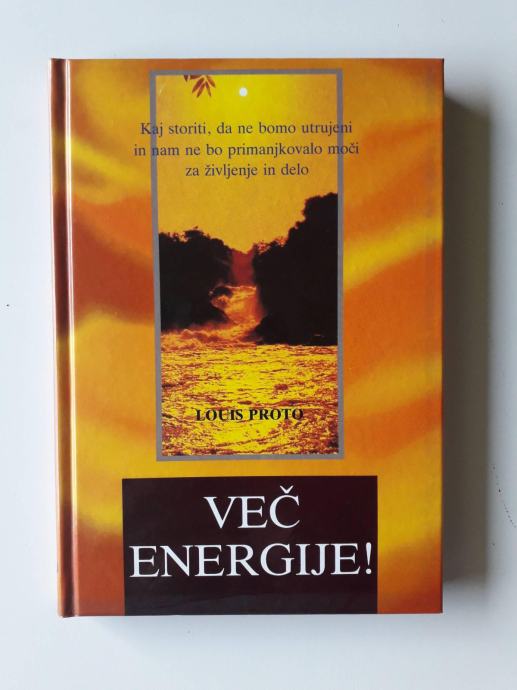 Kaj storiti, da ne bomo utrujeni
in nam ne bo primanjkovalo moči
za življenje in delo
LOUIS PROTO
VEČ
ENERGIJE!